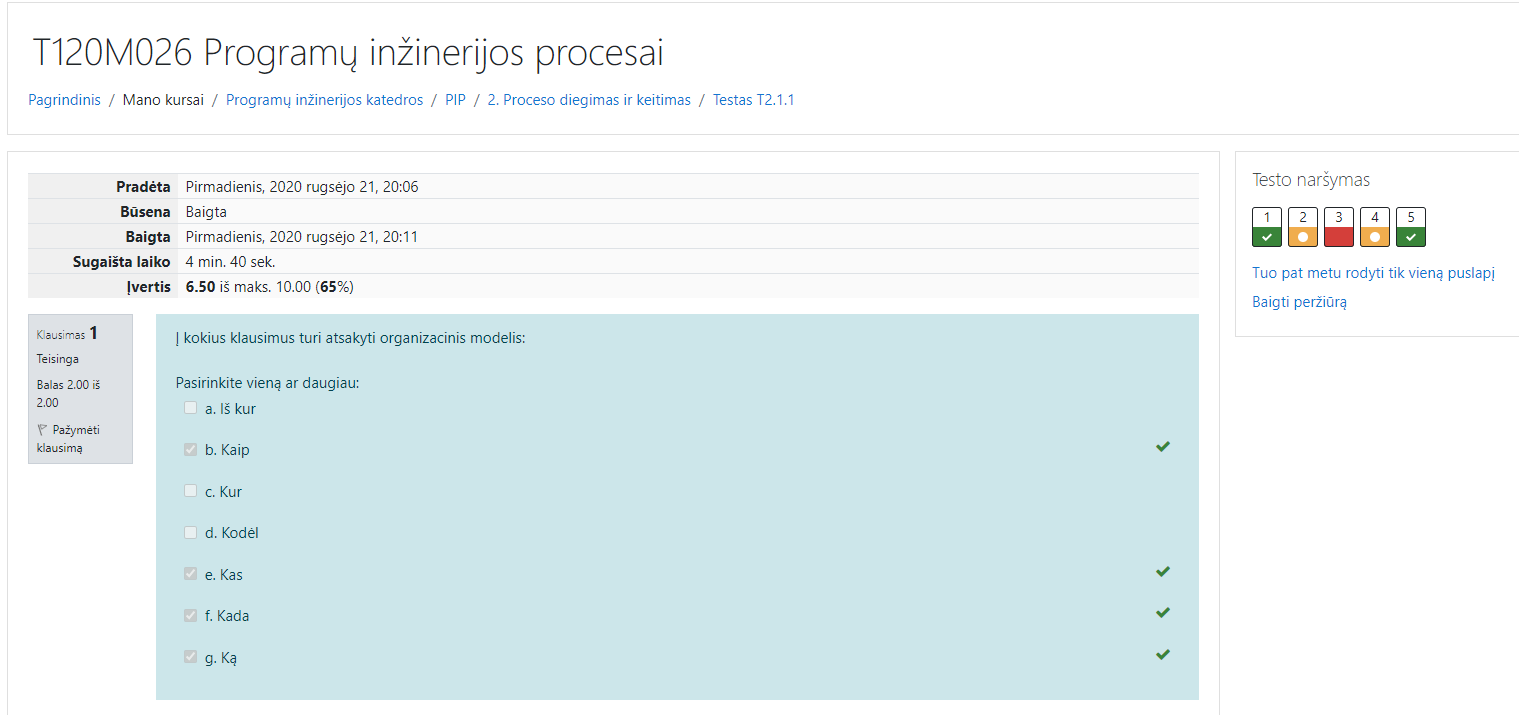 T120M026 Programų inžinerijos procesai
Pagrindinis / Mano kursai / Programų inžinerijos katedros / PIP / 2. Proceso diegimas ir keitimas / Testas T2.1.1
Pradėta Pirmadienis, 2020 rugsėjo 21, 20:06
Būsena Baigta
Baigta Pirmadienis, 2020 rugsėjo 21, 20:11
Sugaišta laiko 4 min. 40 sek.
Įvertis 6.50 iš maks. 10.00 (65%)
Klausimas 1
Teisinga
Balas 2.00 iš
2.00
Pažymėti
klausimą
Į kokius klausimus turi atsakyti organizacinis modelis:
Pasirinkite vieną ar daugiau:
a. Iš kur
b. Kaip
c. Kur
d. Kodėl
e. Kas
f. Kada
g. Ką
Testo naršymas
1 2 3 4 5
Tuo pat metu rodyti tik vieną puslapį
Baigti peržiūrą